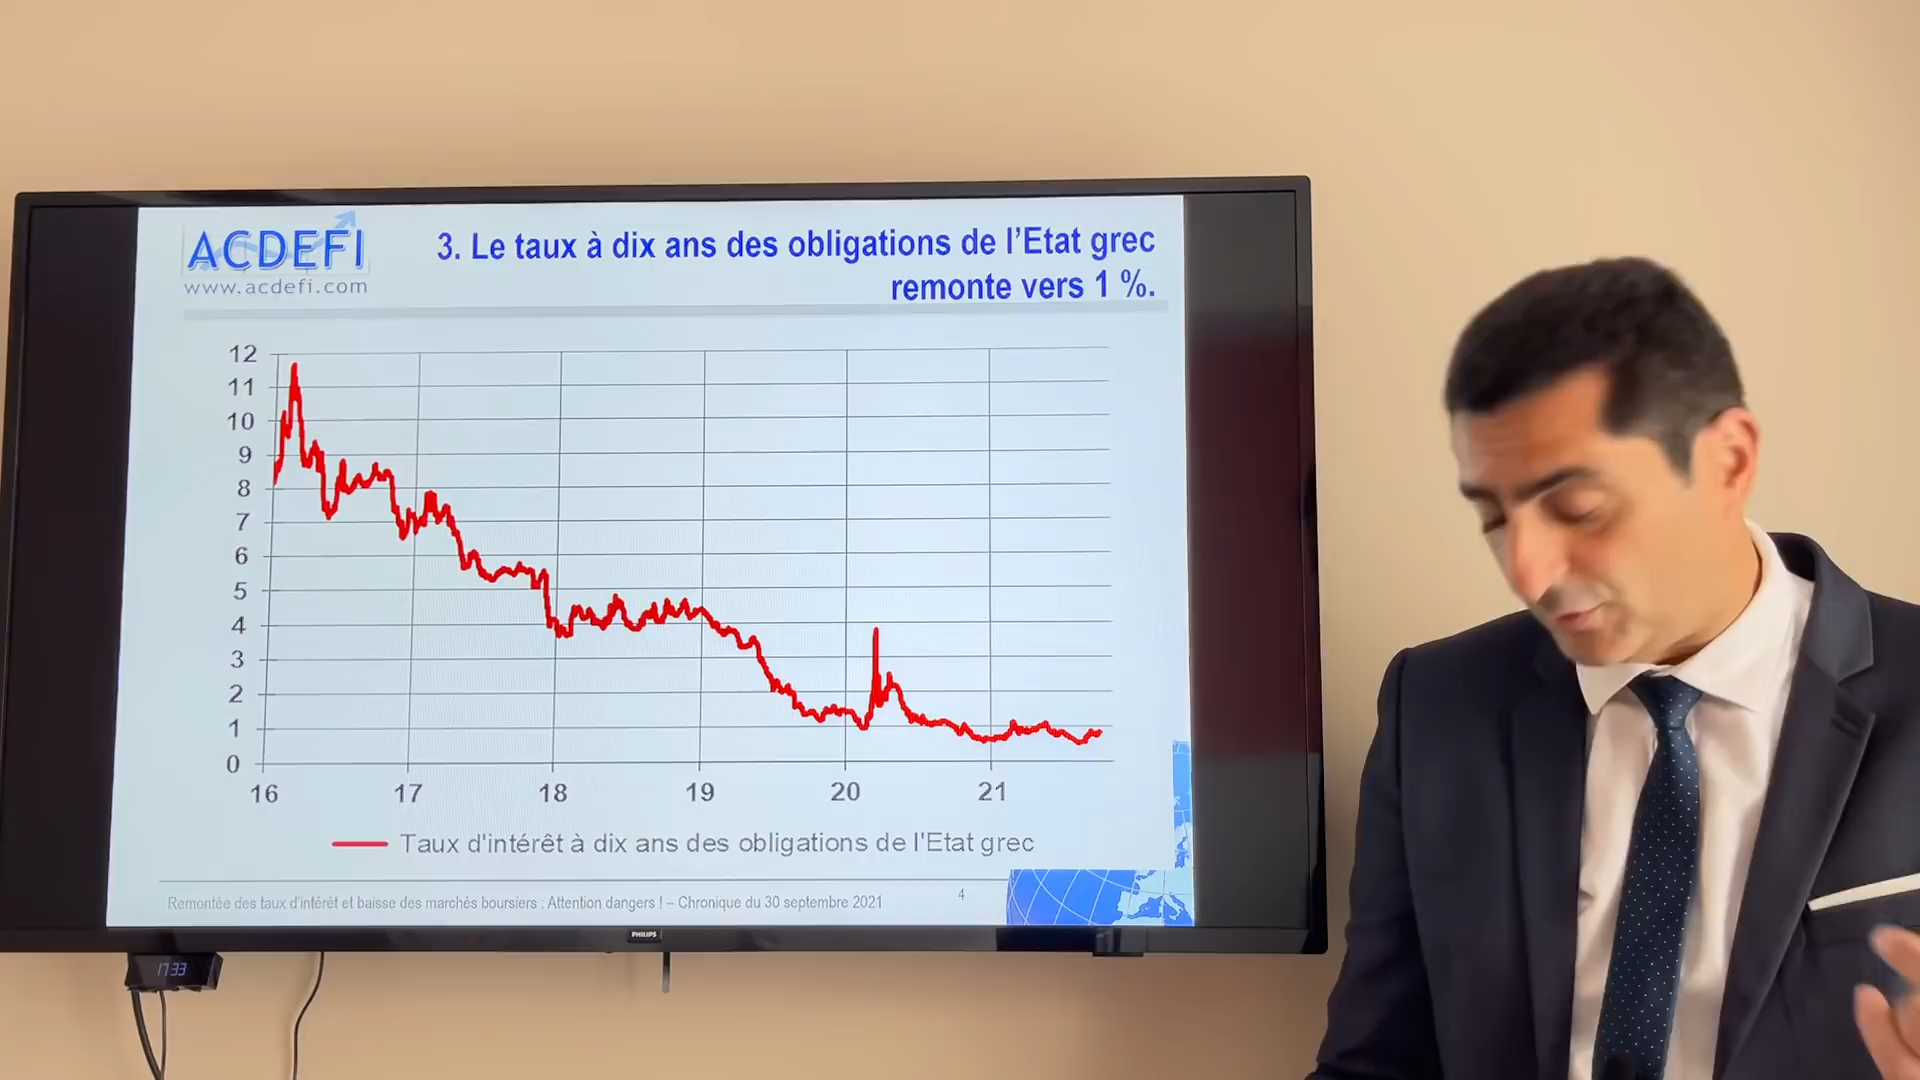 ACDEFI
www.acdefi.com
3. Le taux à dix ans des obligations de l’Etat grec
remonte vers 1 %.
12
11
10
9
8
7
6
5
4
3
2
1
0
16 17 18 19 20 21
Taux d'intérêt à dix ans des obligations de l'Etat grec
Remontée des taux d'intérêt et baisse des marchés boursiers : Attention dangers ! – Chronique du 30 septembre 2021
4
PHILIPS
17:33